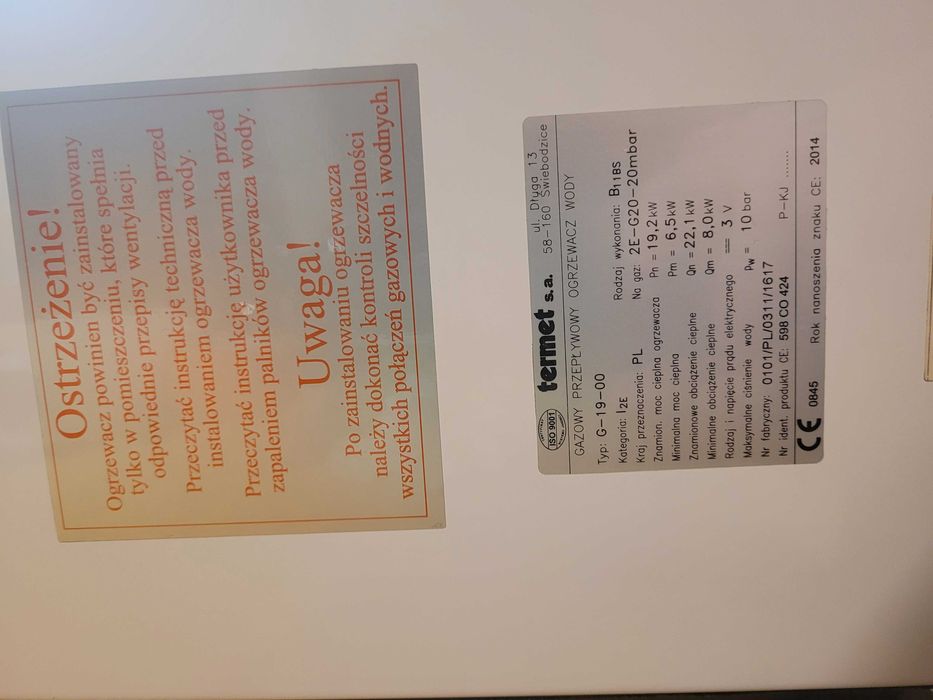 Ostrzeżenie!
Ogrzewacz powinien być zainstalowany
tylko w pomieszczeniu, które spełnia
odpowiednie przepisy wentylacji.
Przeczytać instrukcję techniczną przed
instalowaniem ogrzewacza wody.
Przeczytać instrukcję użytkownika przed
zapaleniem palników ogrzewacza wody.
Uwaga!
Po zainstalowaniu ogrzewacza
należy dokonać kontroli szczelności
wszystkich połączeń gazowych i wodnych.
ISO 9001
termet s.a.
ul. Długa 13
58-160 Świebodzice
GAZOWY PRZEPŁYWOWY OGRZEWACZ WODY
Typ: G-19-00
Kategoria: I2E Rodzaj wykonania: B11BS
Kraj przeznaczenia: PL Na gaz: 2E-G20-20mbar
Znamion. moc cieplna ogrzewacza Pn = 19,2 kW
Minimalna moc cieplna Pm = 6,5 kW
Znamionowe obciążenie cieplne Qn = 22,1 kW
Minimalne obciążenie cieplne Qm = 8,0 kW
Rodzaj i napięcie prądu elektrycznego ⎓ 3 V
Maksymalne ciśnienie wody Pw = 10 bar
Nr fabryczny: 0101/PL/0311/1617
Nr ident. produktu CE: 598 CO 424 P-KJ ......
CE 0845 Rok nanoszenia znaku CE: 2014